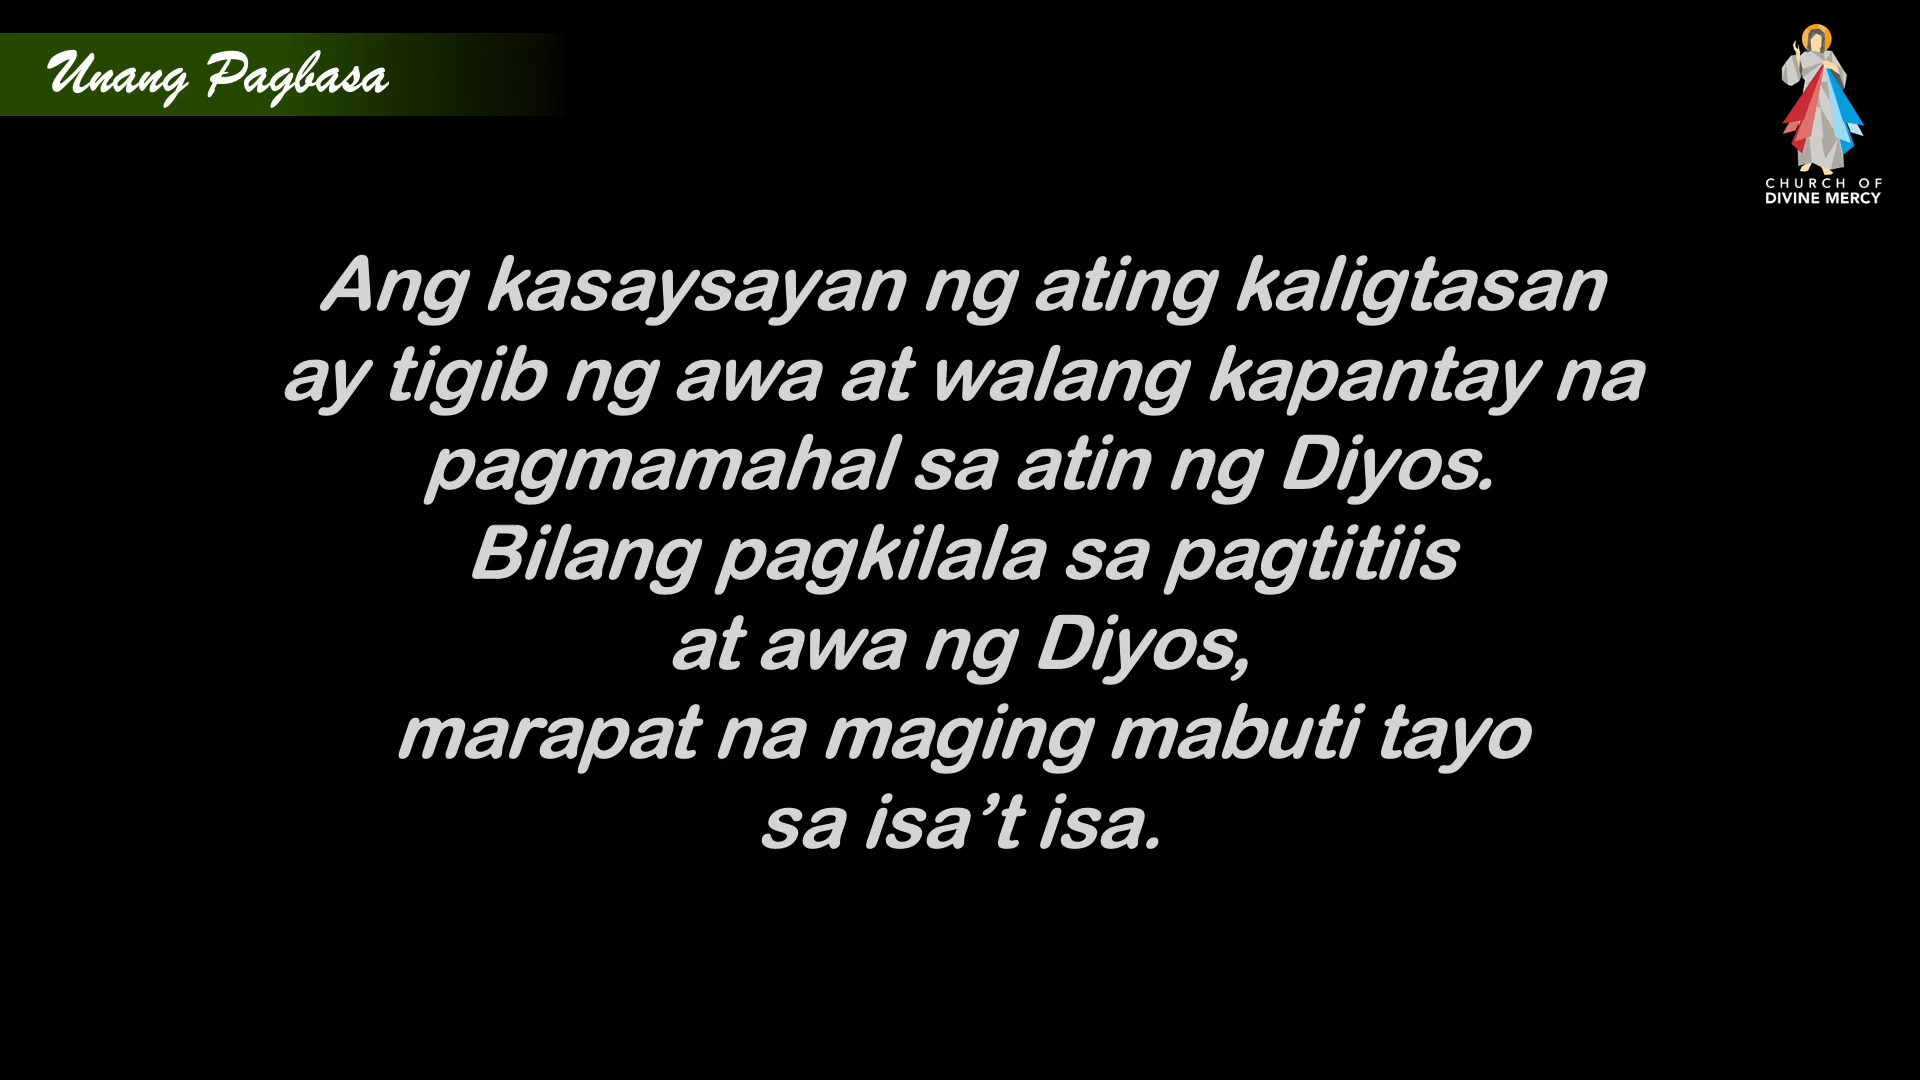 Unang Pagbasa
CHURCH OF
DIVINE MERCY
Ang kasaysayan ng ating kaligtasan
ay tigib ng awa at walang kapantay na
pagmamahal sa atin ng Diyos.
Bilang pagkilala sa pagtitiis
at awa ng Diyos,
marapat na maging mabuti tayo
sa isa’t isa.